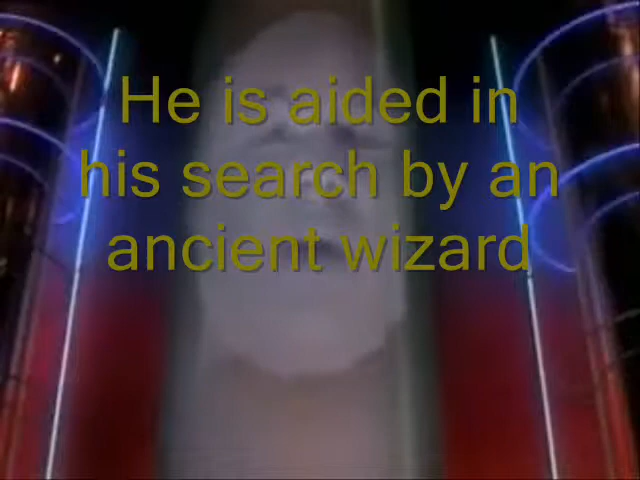 He is aided in
his search by an
ancient wizard